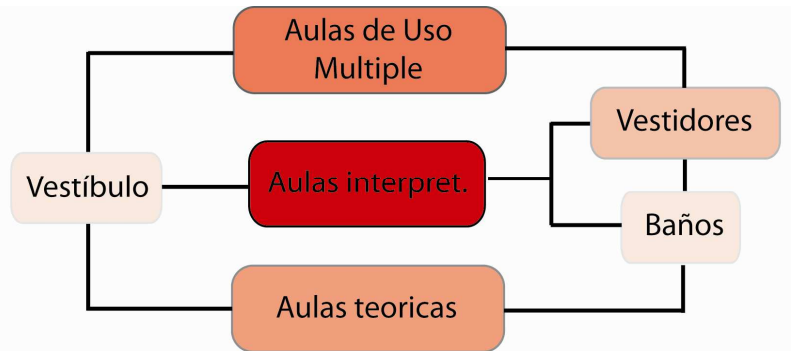 Aulas de Uso
Multiple
Vestidores
Aulas interpret.
Vestíbulo
Baños
Aulas teoricas